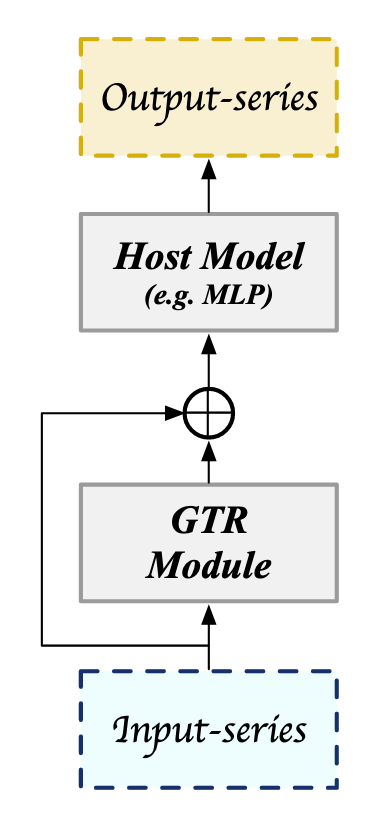 Output-series
Host Model
(e.g. MLP)
GTR
Module
Input-series